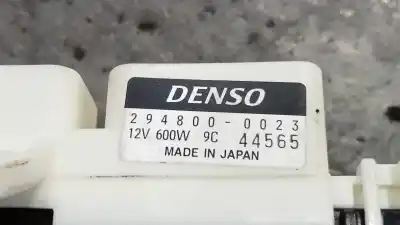 DENSO
294800-0023
12V 600W 9C 44565
MADE IN JAPAN